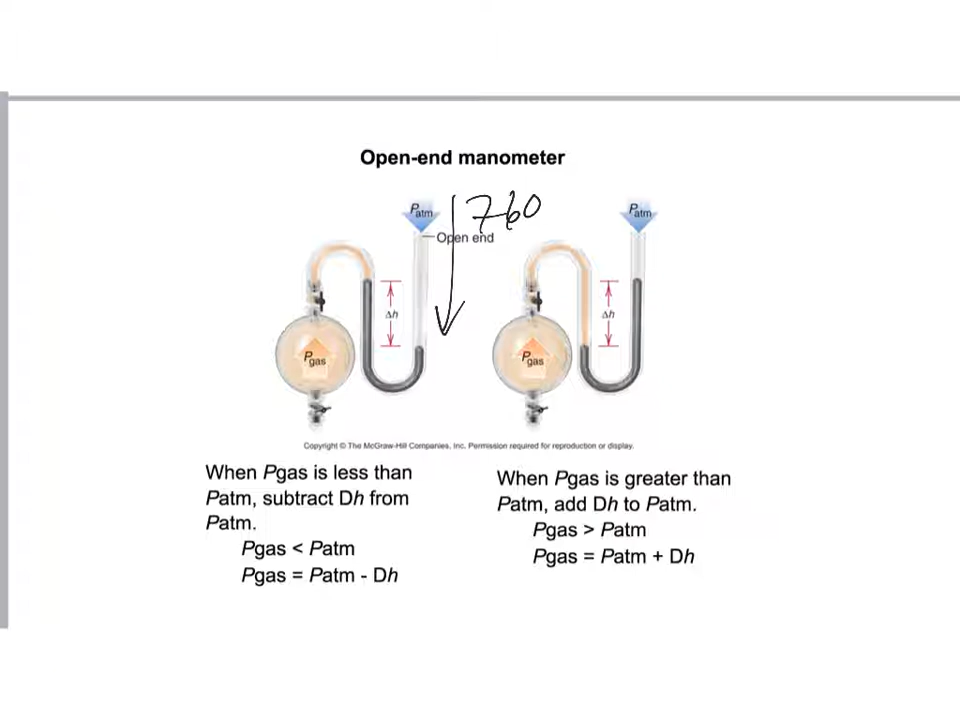 Open-end manometer
Patm
760
Patm
Open end
Δh
Δh
Pgas
Pgas
Copyright © The McGraw-Hill Companies, Inc. Permission required for reproduction or display.
When Pgas is less than
Patm, subtract Dh from
Patm.
Pgas < Patm
Pgas = Patm - Dh
When Pgas is greater than
Patm, add Dh to Patm.
Pgas > Patm
Pgas = Patm + Dh